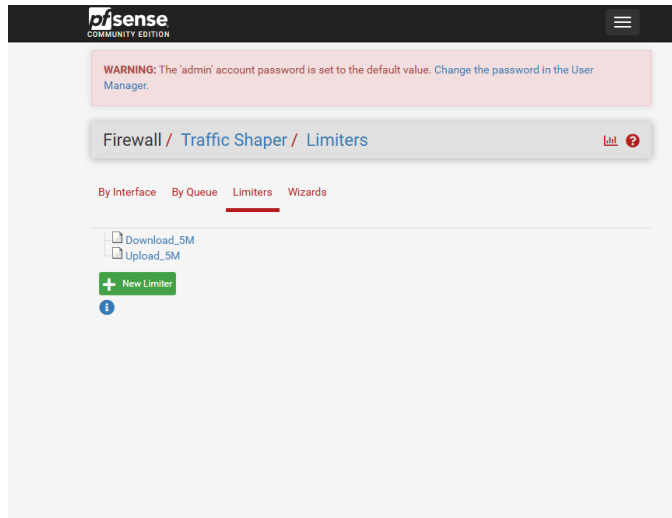 pfsense
COMMUNITY EDITION
WARNING: The 'admin' account password is set to the default value. Change the password in the User
Manager.
Firewall / Traffic Shaper / Limiters
By Interface By Queue Limiters Wizards
Download_5M
Upload_5M
New Limiter